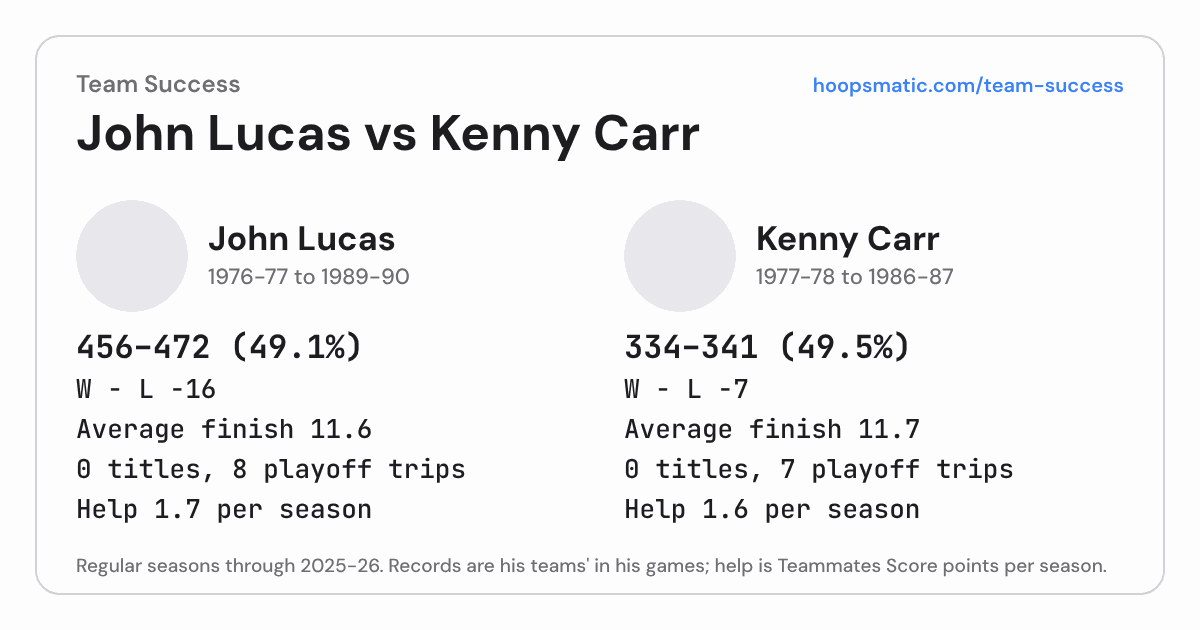 Team Success
hoopsmatic.com/team-success
John Lucas vs Kenny Carr
John Lucas
1976-77 to 1989-90
456-472 (49.1%)
W - L -16
Average finish 11.6
0 titles, 8 playoff trips
Help 1.7 per season
Kenny Carr
1977-78 to 1986-87
334-341 (49.5%)
W - L -7
Average finish 11.7
0 titles, 7 playoff trips
Help 1.6 per season
Regular seasons through 2025-26. Records are his teams' in his games; help is Teammates Score points per season.